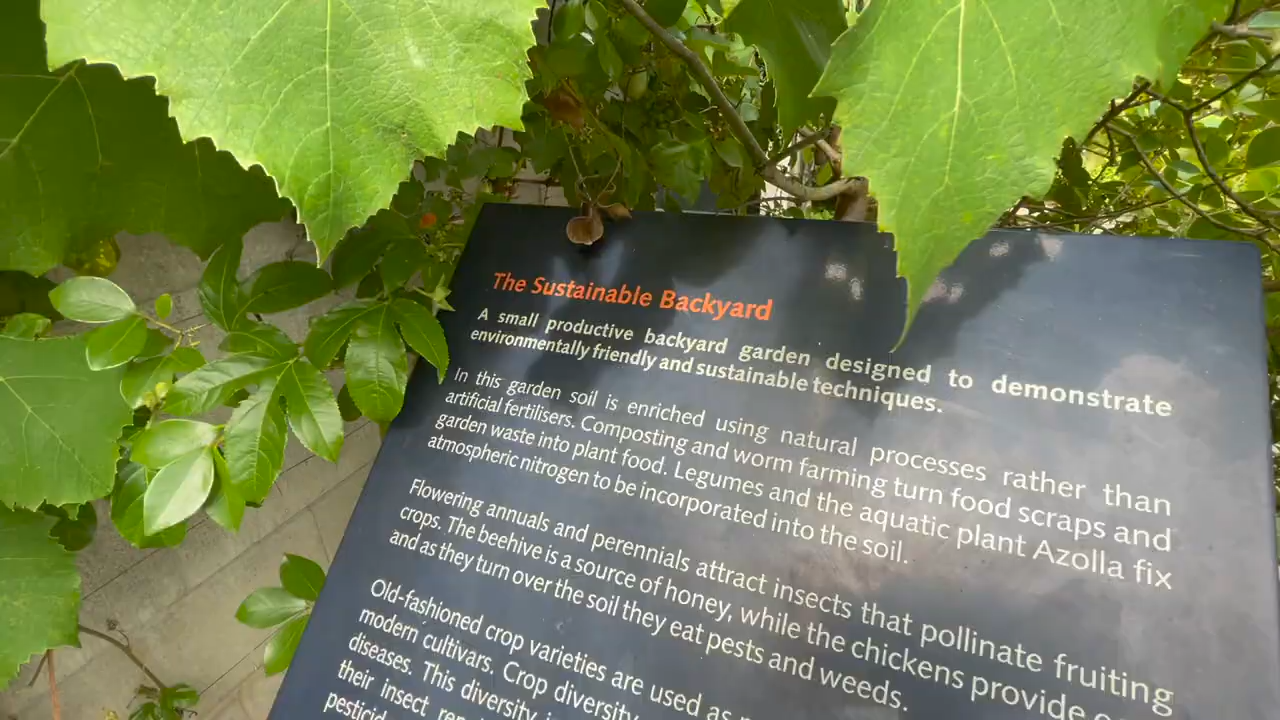 The Sustainable Backyard
A small productive backyard garden designed to demonstrate
environmentally friendly and sustainable techniques.
In this garden soil is enriched using natural processes rather than
artificial fertilisers. Composting and worm farming turn food scraps and
garden waste into plant food. Legumes and the aquatic plant Azolla fix
atmospheric nitrogen to be incorporated into the soil.
Flowering annuals and perennials attract insects that pollinate fruiting
crops. The beehive is a source of honey, while the chickens provide
and as they turn over the soil they eat pests and weeds.
Old-fashioned crop varieties are used as
modern cultivars. Crop diversity
diseases. This diversity
their insect